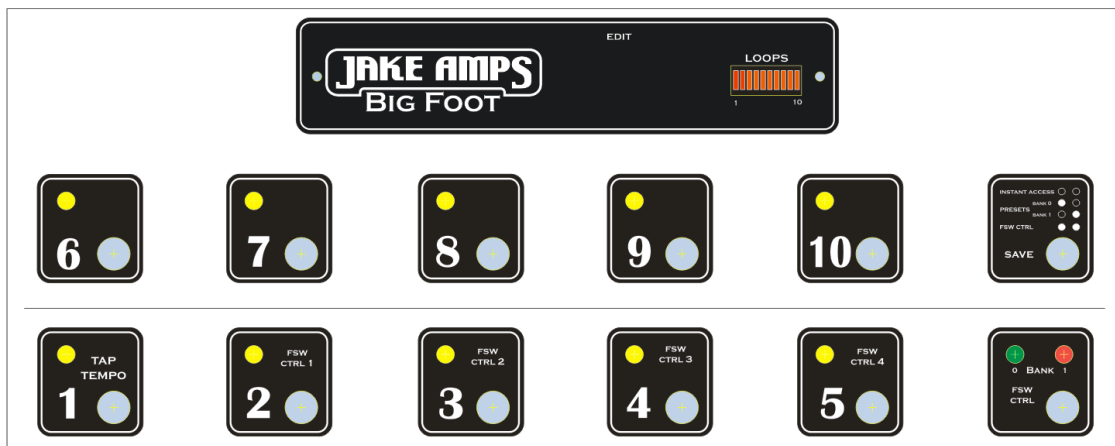 EDIT
JAKE AMPS
BIG FOOT
LOOPS
1 10
6
7
8
9
10
INSTANT ACCESS
BANK 0
PRESETS
BANK 1
FSW CTRL
SAVE
TAP
TEMPO
1
FSW
CTRL 1
2
FSW
CTRL 2
3
FSW
CTRL 3
4
FSW
CTRL 4
5
0 BANK 1
FSW
CTRL